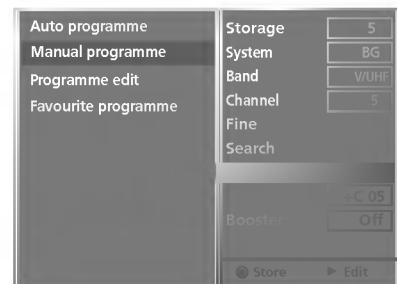 Auto programme
Manual programme
Programme edit
Favourite programme
Storage 5
System BG
Band V/UHF
Channel 5
Fine
Search
+C 05
Booster Off
Store Edit